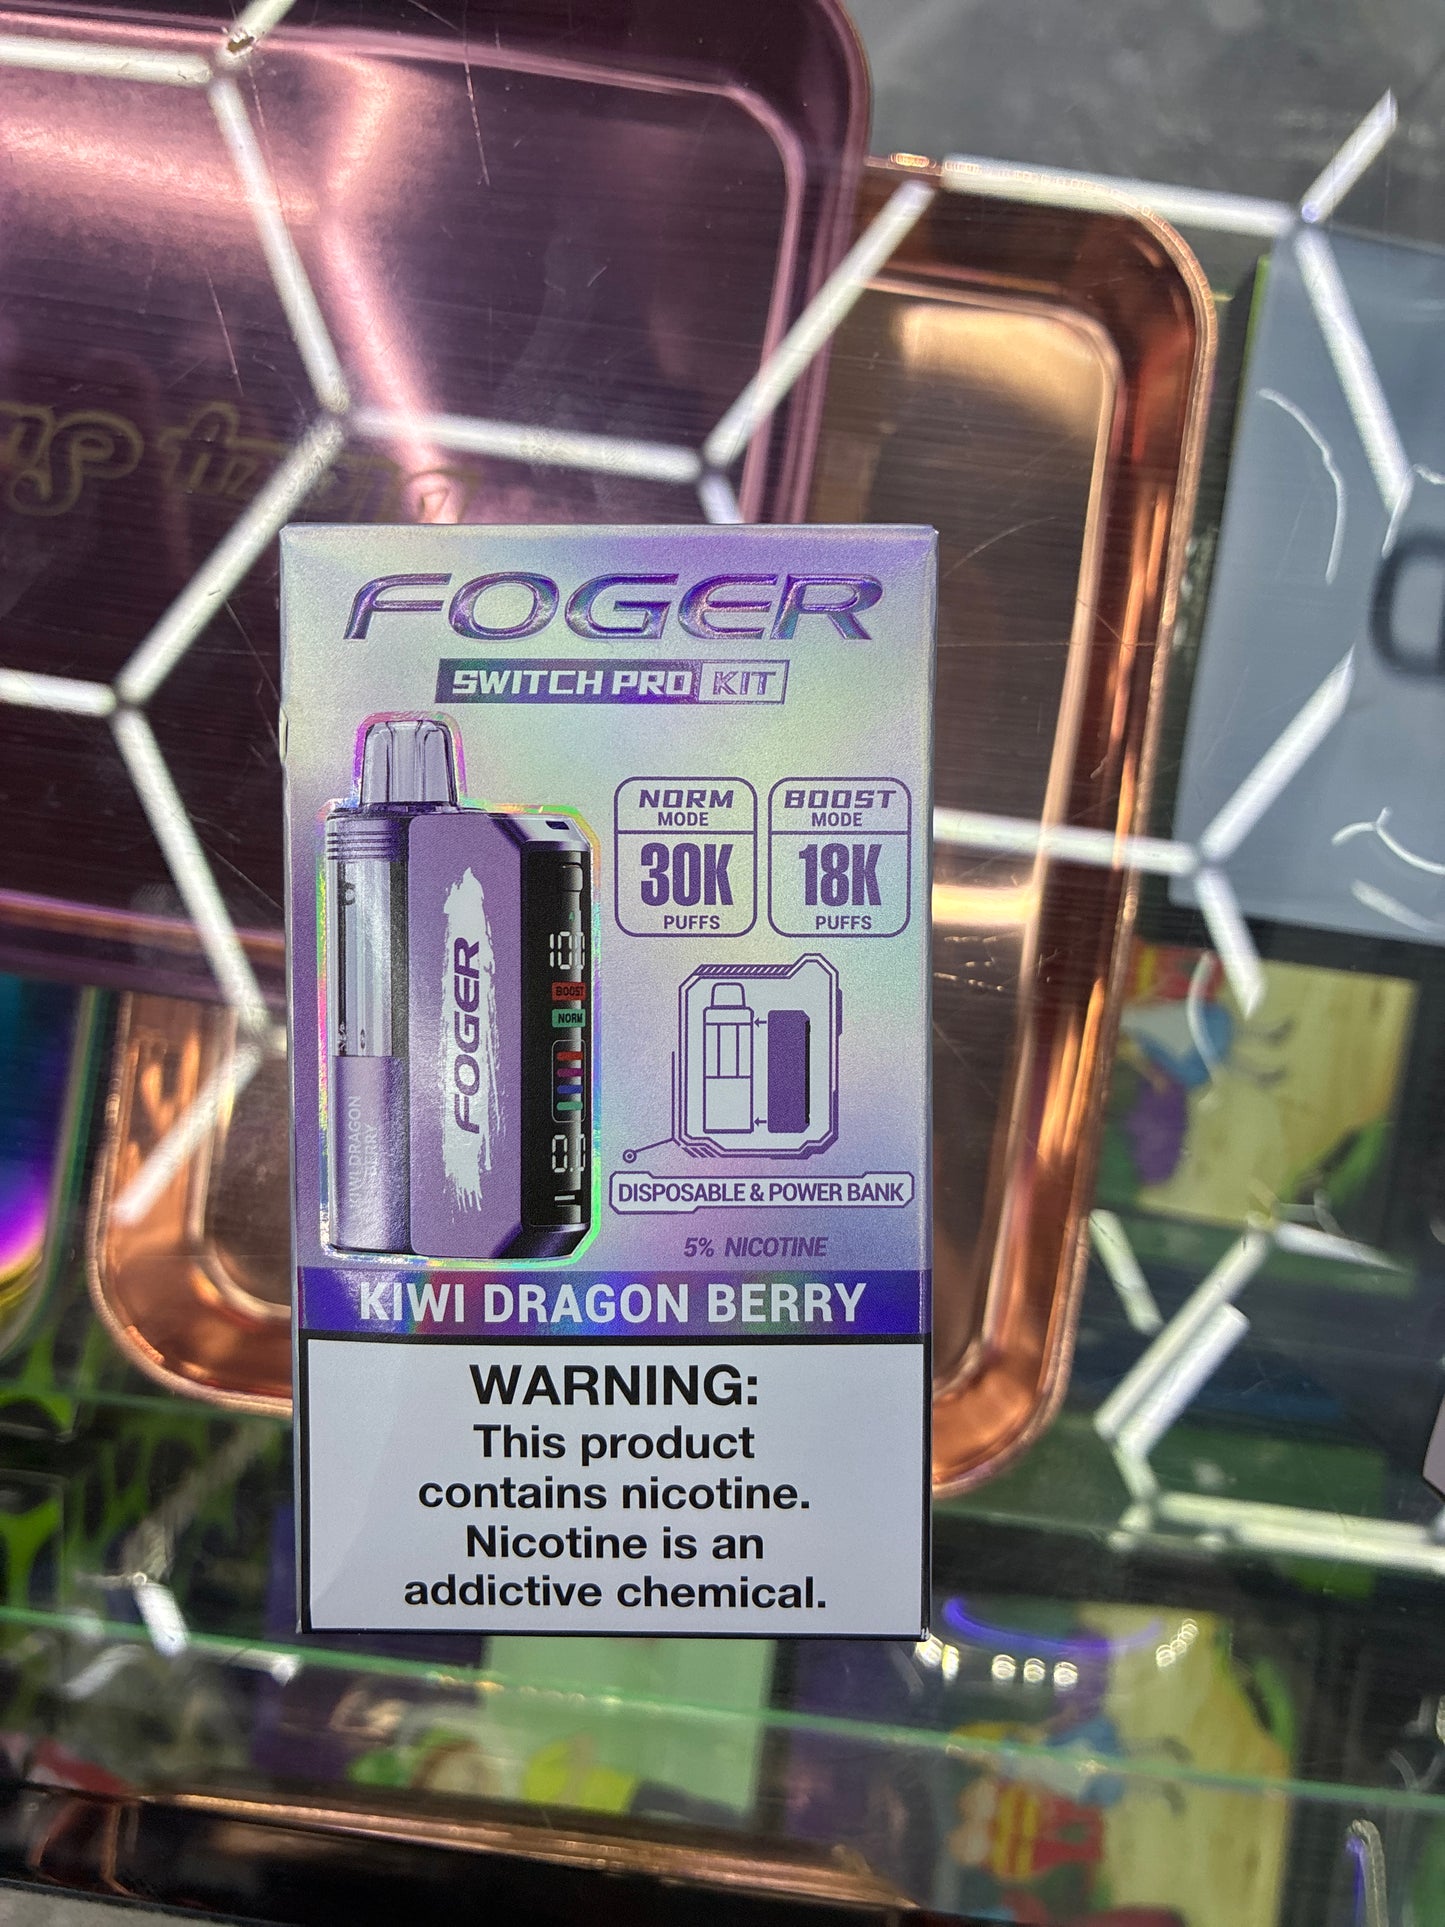 FOGER
SWITCH PRO KIT
NORM
MODE
30K
PUFFS
BOOST
MODE
18K
PUFFS
FOGER
BOOST
NORM
KIWI DRAGON
BERRY
DISPOSABLE & POWER BANK
5% NICOTINE
KIWI DRAGON BERRY
WARNING:
This product
contains nicotine.
Nicotine is an
addictive chemical.